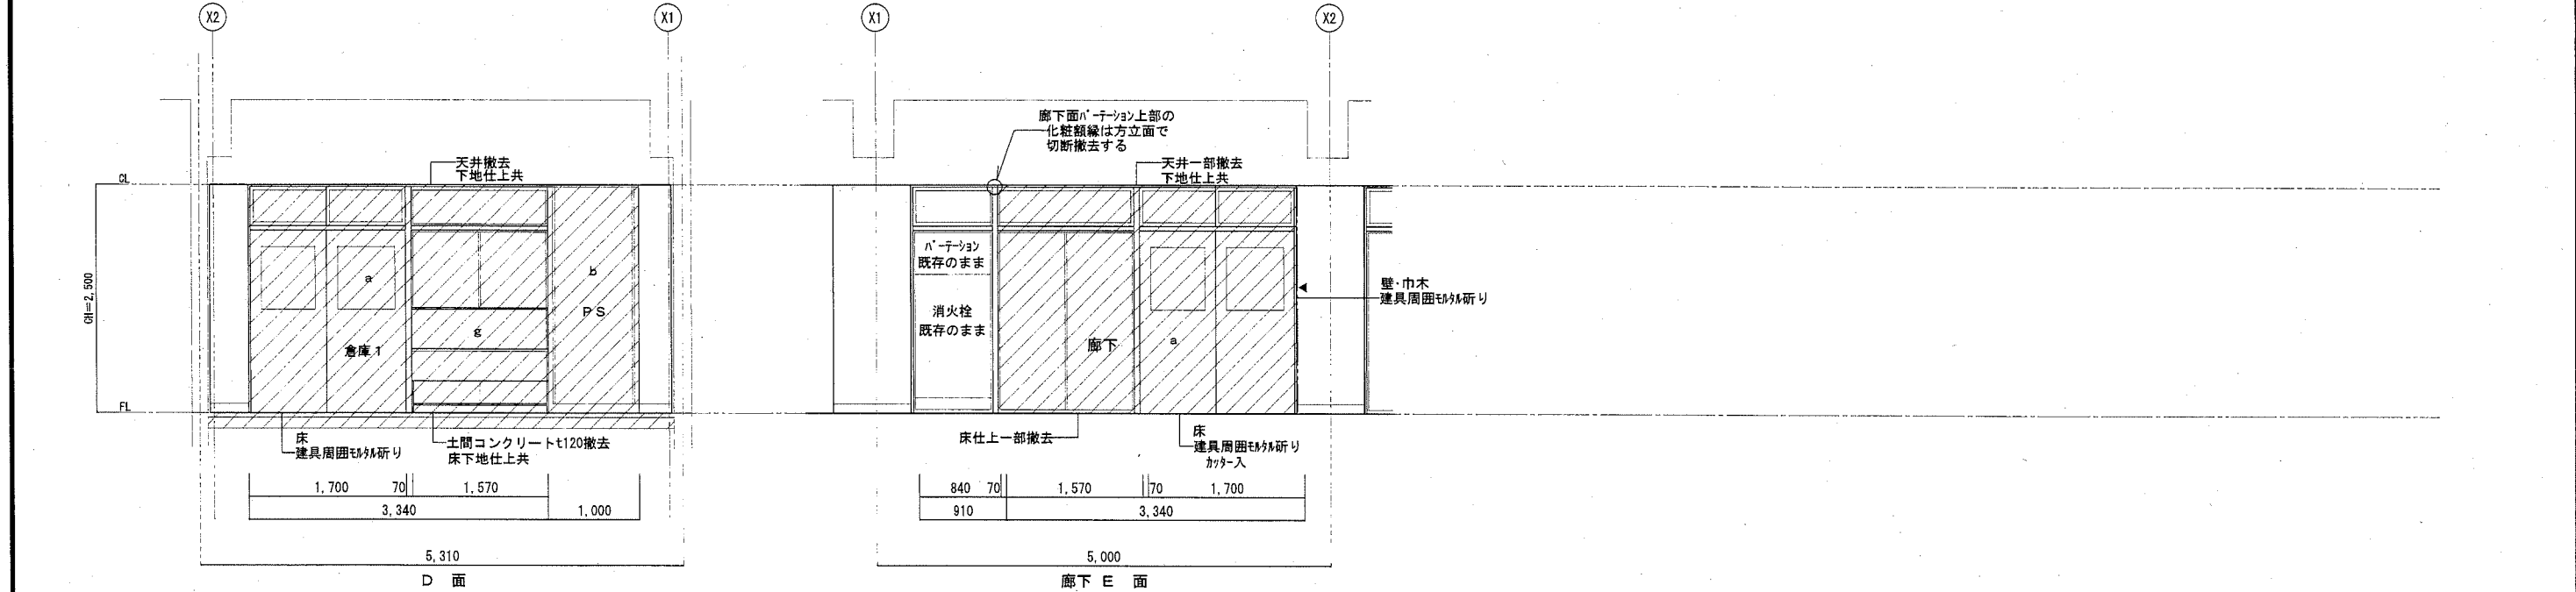 X2
X1
天井撤去
下地仕上共
CL
CH=2,500
FL
a
倉庫1
g
b
PS
床
建具周囲ﾓﾙﾀﾙ斫り
土間コンクリートt120撤去
床下地仕上共
1,700
70
1,570
3,340
1,000
5,310
D 面
X1
X2
廊下面ﾊﾟｰﾃｰｼｮﾝ上部の
化粧額縁は方立面で
切断撤去する
天井一部撤去
下地仕上共
ﾊﾟｰﾃｰｼｮﾝ
既存のまま
消火栓
既存のまま
廊下
a
壁・巾木
建具周囲ﾓﾙﾀﾙ斫り
床仕上一部撤去
床
建具周囲ﾓﾙﾀﾙ斫り
ｶｯﾀｰ入
840
70
1,570
70
1,700
910
3,340
5,000
廊下 E 面